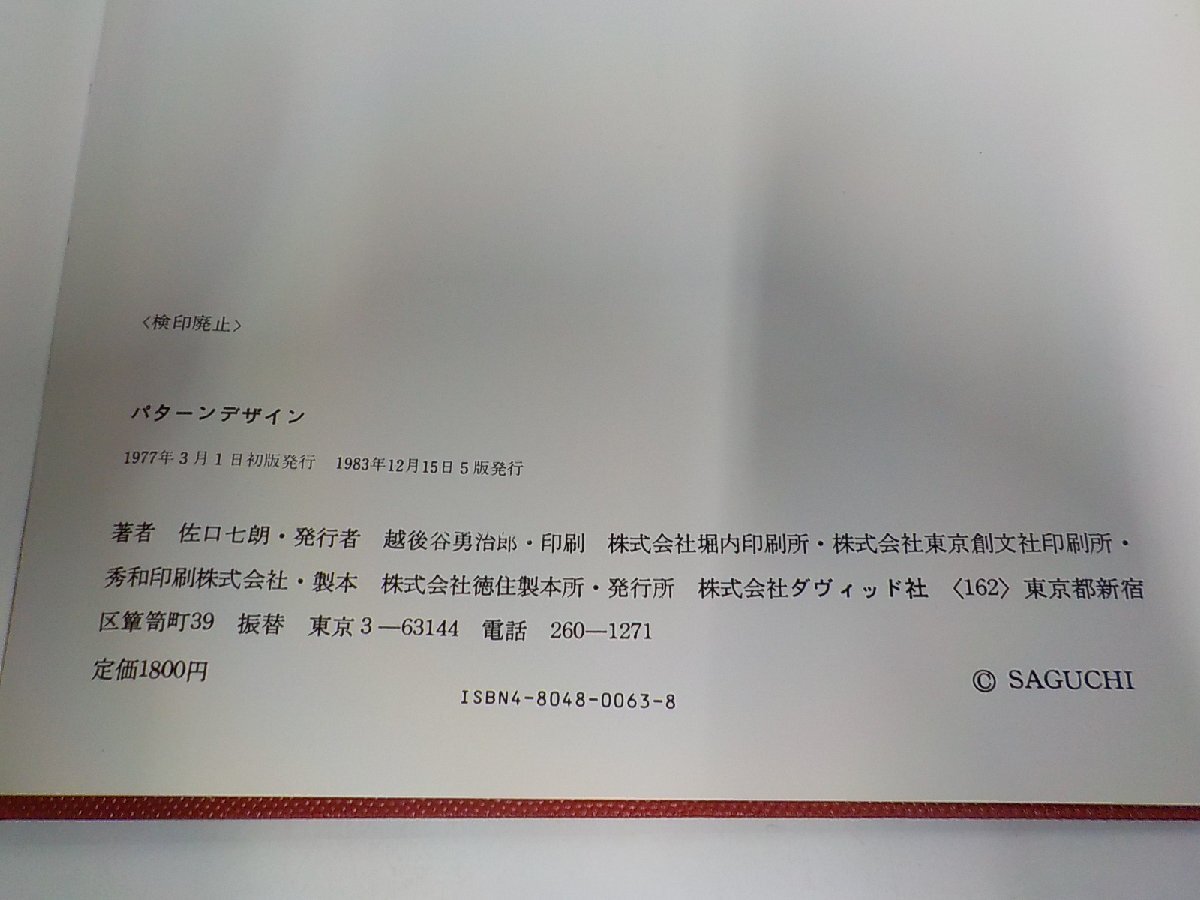 〈検印廃止〉
パターンデザイン
1977年3月1日初版発行　1983年12月15日5版発行
著者　佐口七朗・発行者　越後谷勇治郎・印刷　株式会社堀内印刷所・株式会社東京創文社印刷所・
秀和印刷株式会社・製本　株式会社徳住製本所・発行所　株式会社ダヴィッド社　〈162〉東京都新宿
区簞笥町39　振替　東京3—63144　電話　260—1271
定価1800円
© SAGUCHI
ISBN4-8048-0063-8